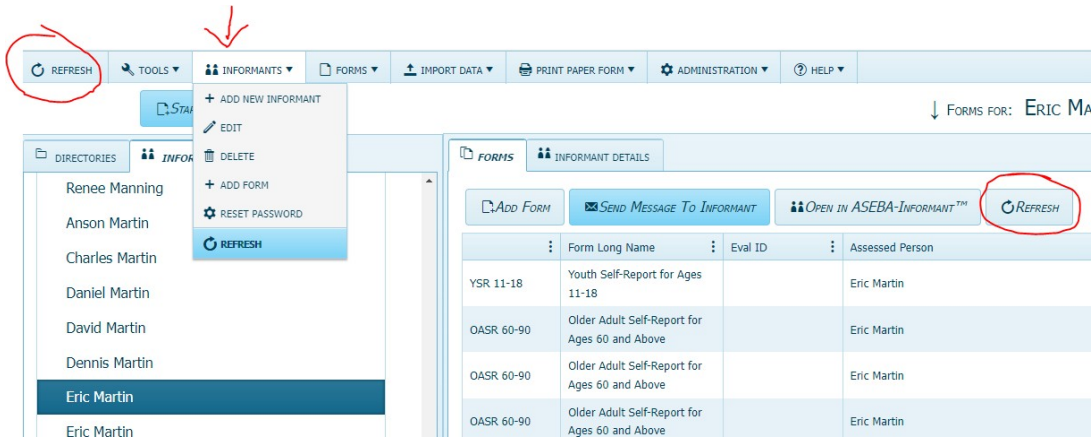 REFRESH TOOLS INFORMANTS FORMS IMPORT DATA PRINT PAPER FORM ADMINISTRATION HELP
+ ADD NEW INFORMANT
EDIT
DELETE
+ ADD FORM
RESET PASSWORD
REFRESH
FORMS FOR: ERIC MA
DIRECTORIES
Renee Manning
Anson Martin
Charles Martin
Daniel Martin
David Martin
Dennis Martin
Eric Martin
Eric Martin
FORMS INFORMANT DETAILS
ADD FORM SEND MESSAGE TO INFORMANT OPEN IN ASEBA-INFORMANT™ REFRESH
Form Long Name Eval ID Assessed Person
YSR 11-18 Youth Self-Report for Ages Eric Martin
11-18
OASR 60-90 Older Adult Self-Report for Eric Martin
Ages 60 and Above
OASR 60-90 Older Adult Self-Report for Eric Martin
Ages 60 and Above
OASR 60-90 Older Adult Self-Report for Eric Martin
Ages 60 and Above